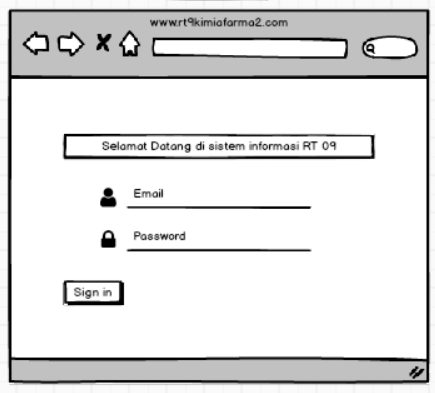 www.rt9kimiafarma2.com
Selamat Datang di sistem informasi RT 09
Email
Password
Sign in